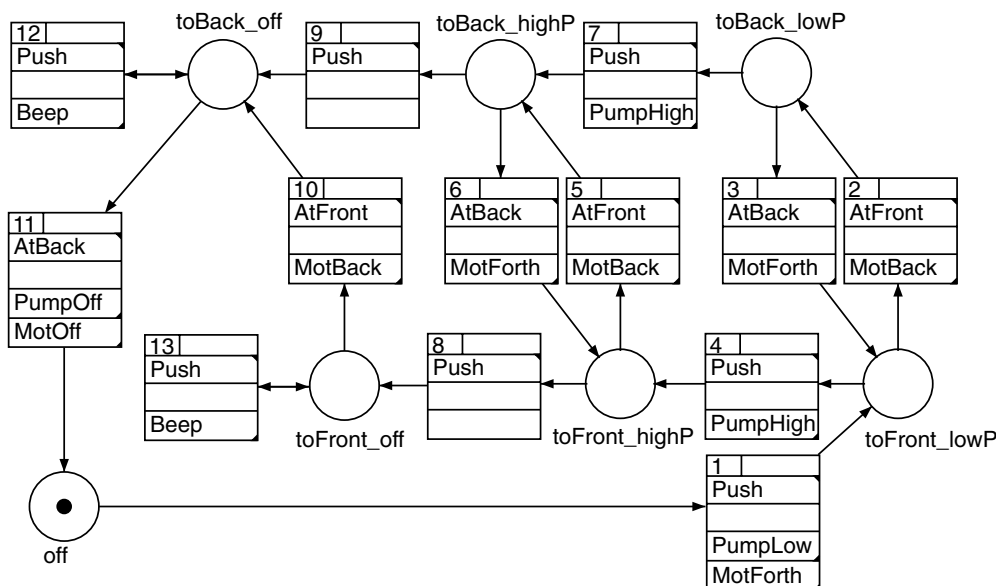 toBack_off
toBack_highP
toBack_lowP
12
Push
Beep
9
Push
7
Push
PumpHigh
11
AtBack
PumpOff
MotOff
10
AtFront
MotBack
6
AtBack
MotForth
5
AtFront
MotBack
3
AtBack
MotForth
2
AtFront
MotBack
13
Push
Beep
8
Push
4
Push
PumpHigh
toFront_off
toFront_highP
toFront_lowP
1
Push
PumpLow
MotForth
off